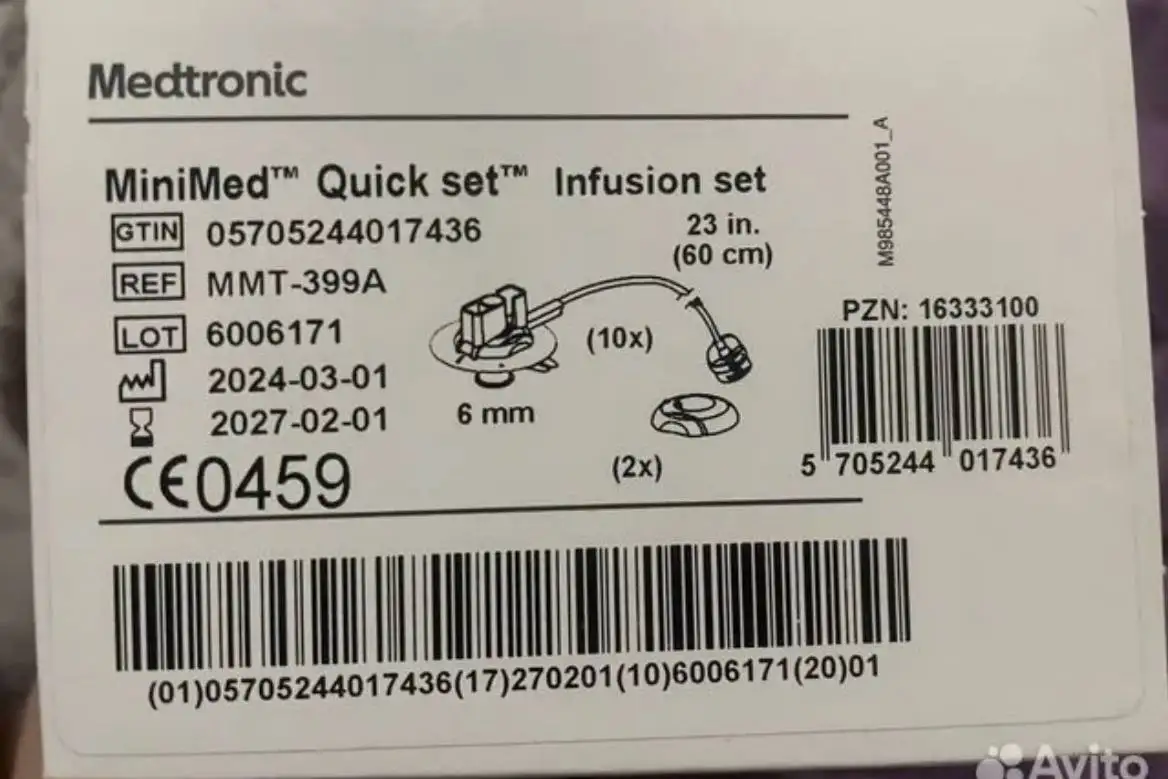 Medtronic
MiniMed™ Quick set™ Infusion set
GTIN 05705244017436
23 in.
(60 cm)
REF MMT-399A
LOT 6006171
(10x)
2024-03-01
2027-02-01
6 mm
(2x)
CE0459
M985448A001_A
PZN: 16333100
5 705244 017436
(01)05705244017436(17)270201(10)6006171(20)01
Avito